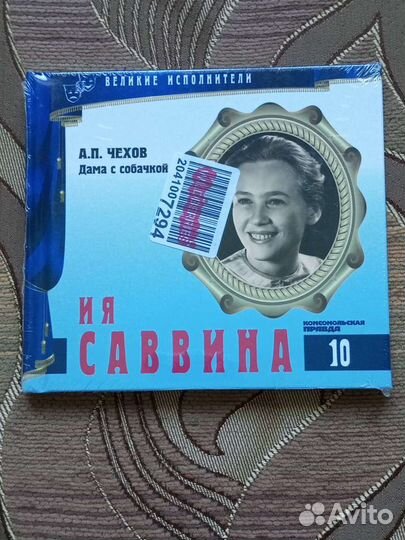 ВЕЛИКИЕ ИСПОЛНИТЕЛИ
А.П. ЧЕХОВ
Дама с собачкой
2041007294
ИЯ
САВВИНА
КОМСОМОЛЬСКАЯ
ПРАВДА
10
Avito